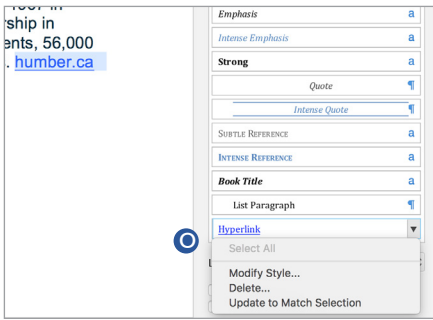 ship in
ents, 56,000
. humber.ca
Emphasis a
Intense Emphasis a
Strong a
Quote ¶
Intense Quote ¶
SUBTLE REFERENCE a
INTENSE REFERENCE a
Book Title a
List Paragraph ¶
Hyperlink
O
Select All
Modify Style...
Delete...
Update to Match Selection